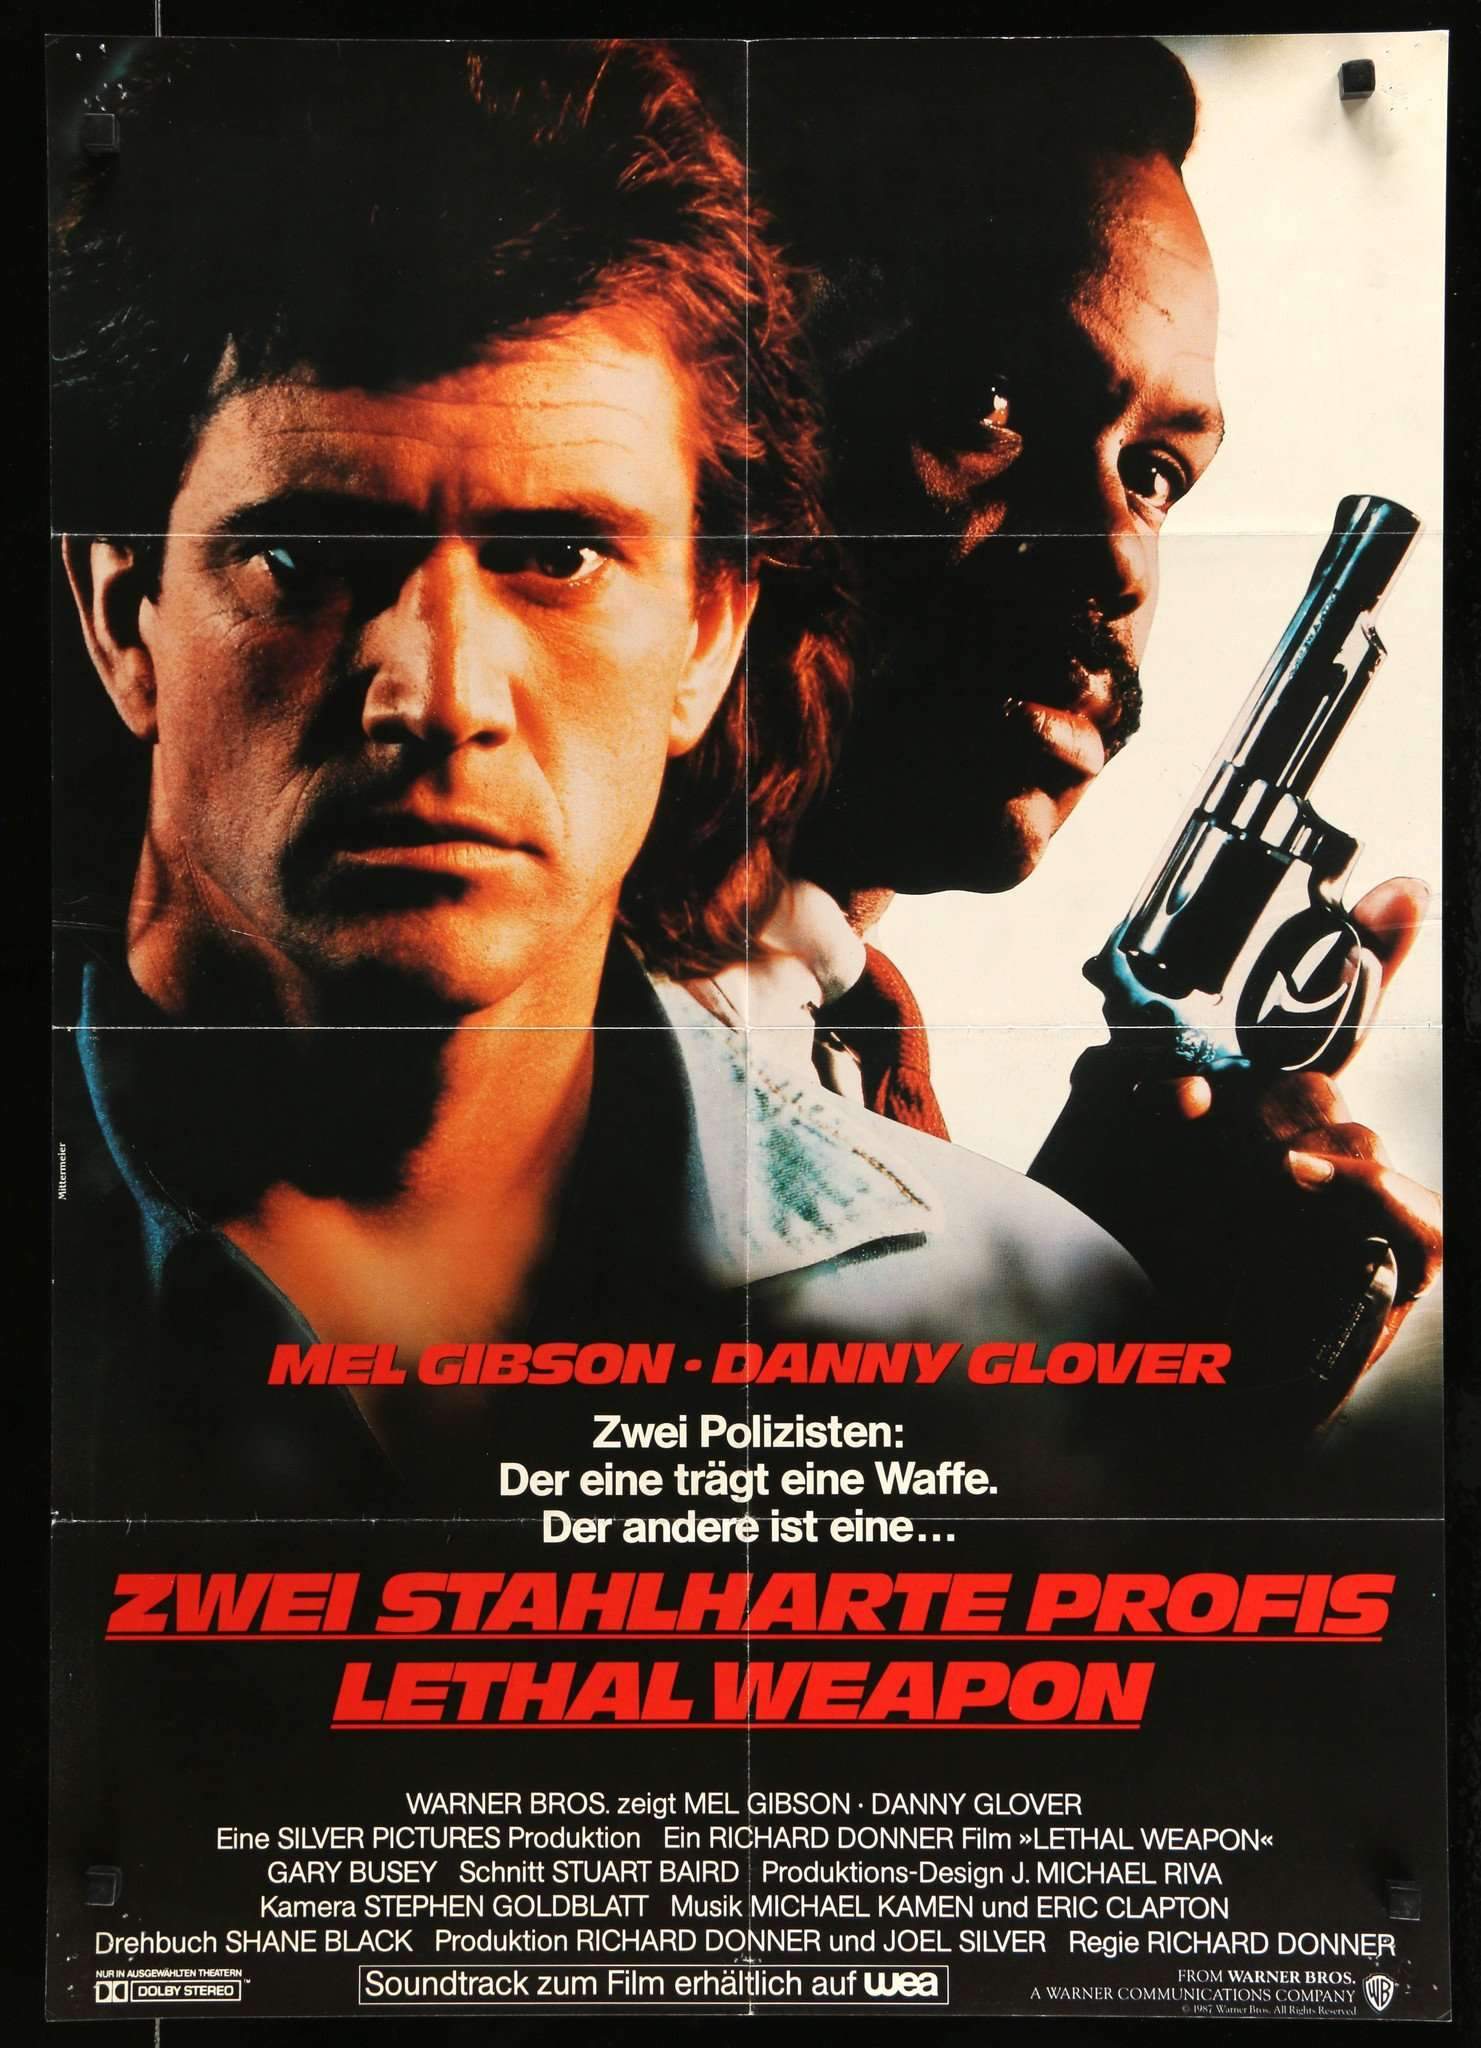 Mittermeier
MEL GIBSON · DANNY GLOVER
Zwei Polizisten:
Der eine trägt eine Waffe.
Der andere ist eine...
ZWEI STAHLHARTE PROFIS
LETHAL WEAPON
WARNER BROS. zeigt MEL GIBSON · DANNY GLOVER
Eine SILVER PICTURES Produktion Ein RICHARD DONNER Film »LETHAL WEAPON«
GARY BUSEY Schnitt STUART BAIRD Produktions-Design J. MICHAEL RIVA
Kamera STEPHEN GOLDBLATT Musik MICHAEL KAMEN und ERIC CLAPTON
Drehbuch SHANE BLACK Produktion RICHARD DONNER und JOEL SILVER Regie RICHARD DONNER
NUR IN AUSGEWÄHLTEN THEATERN
DOLBY STEREO™
Soundtrack zum Film erhältlich auf wea
FROM WARNER BROS.
A WARNER COMMUNICATIONS COMPANY
© 1987 Warner Bros. All Rights Reserved
WB